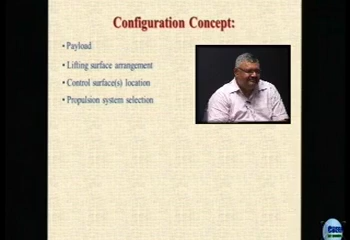 Configuration Concept:
• Payload
• Lifting surface arrangement
• Control surface(s) location
• Propulsion system selection